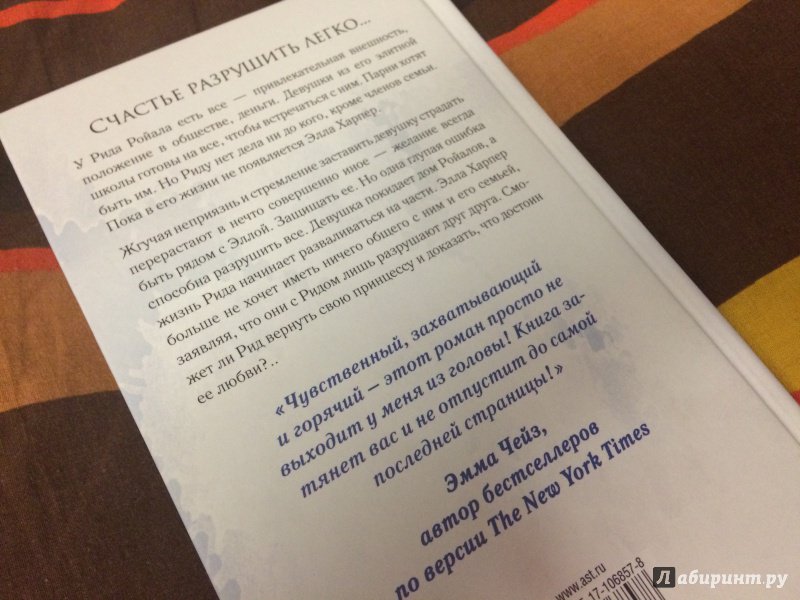 СЧАСТЬЕ РАЗРУШИТЬ ЛЕГКО...
У Рида Ройала есть все — привлекательная внешность,
положение в обществе, деньги. Девушки из его элитной
школы готовы на все, чтобы встречаться с ним. Парни хотят
быть им. Но Риду нет дела ни до кого, кроме членов семьи.
Пока в его жизни не появляется Элла Харпер.
Жгучая неприязнь и стремление заставить девушку страдать
перерастают в нечто совершенно иное — желание всегда
быть рядом с Эллой. Защищать ее. Но одна глупая ошибка
способна разрушить все. Девушка покидает дом Ройалов, а
жизнь Рида начинает разваливаться на части. Элла Харпер
больше не хочет иметь ничего общего с ним и его семьей,
заявляя, что они с Ридом лишь разрушают друг друга. Смо-
жет ли Рид вернуть свою принцессу и доказать, что достоин
ее любви?..
«Чувственный, захватывающий
и горячий — этот роман просто не
выходит у меня из головы! Книга за-
тянет вас и не отпустит до самой
последней страницы!»
Эмма Чейз,
автор бестселлеров
по версии The New York Times
www.ast.ru
17-106857-8
Лабиринт.ру